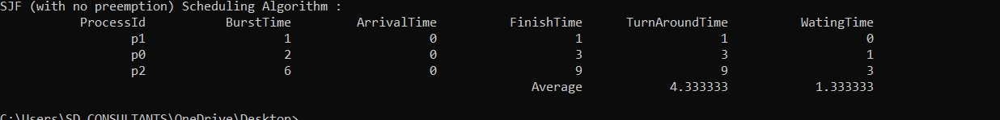 SJF (with no preemption) Scheduling Algorithm :
ProcessId BurstTime ArrivalTime FinishTime TurnAroundTime WatingTime
p1 1 0 1 1 0
p0 2 0 3 3 1
p2 6 0 9 9 3
Average 4.333333 1.333333
C:\Users\SD CONSULTANTS\OneDrive\Desktop>